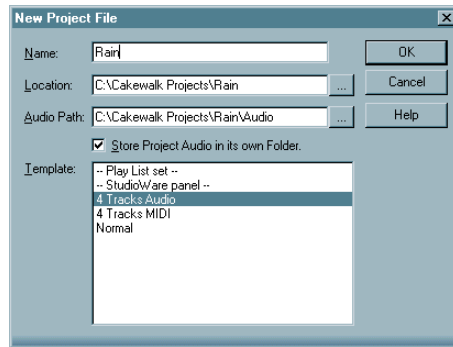 New Project File
Name: Rain OK
Location: C:\Cakewalk Projects\Rain ... Cancel
Audio Path: C:\Cakewalk Projects\Rain\Audio ... Help
Store Project Audio in its own Folder.
Template:
-- Play List set --
-- StudioWare panel --
4 Tracks Audio
4 Tracks MIDI
Normal